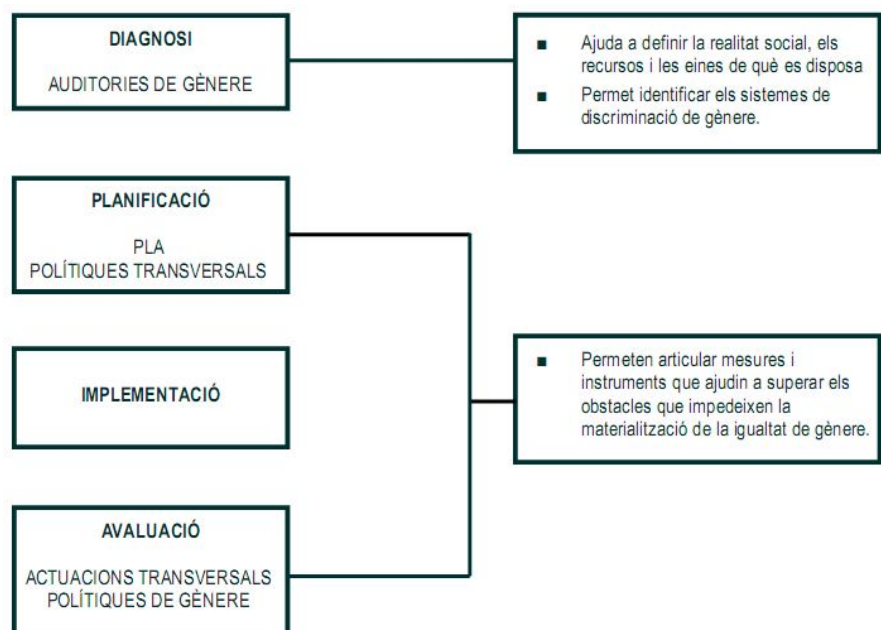 DIAGNOSI
AUDITORIES DE GÈNERE
■ Ajuda a definir la realitat social, els
recursos i les eines de què es disposa
■ Permet identificar els sistemes de
discriminació de gènere.
PLANIFICACIÓ
PLA
POLÍTIQUES TRANSVERSALS
IMPLEMENTACIÓ
■ Permeten articular mesures i
instruments que ajudin a superar els
obstacles que impedeixen la
materialització de la igualtat de gènere.
AVALUACIÓ
ACTUACIONS TRANSVERSALS
POLÍTIQUES DE GÈNERE